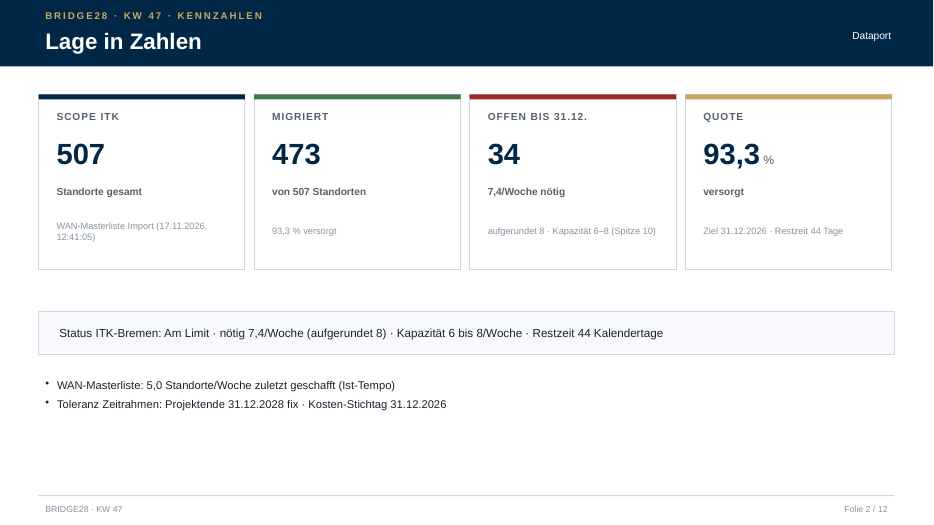 BRIDGE28 · KW 47 · KENNZAHLEN
Lage in Zahlen
Dataport
SCOPE ITK
507
Standorte gesamt
WAN-Masterliste Import (17.11.2026,
12:41:05)
MIGRIERT
473
von 507 Standorten
93,3 % versorgt
OFFEN BIS 31.12.
34
7,4/Woche nötig
aufgerundet 8 · Kapazität 6–8 (Spitze 10)
QUOTE
93,3 %
versorgt
Ziel 31.12.2026 · Restzeit 44 Tage
Status ITK-Bremen: Am Limit · nötig 7,4/Woche (aufgerundet 8) · Kapazität 6 bis 8/Woche · Restzeit 44 Kalendertage
• WAN-Masterliste: 5,0 Standorte/Woche zuletzt geschafft (Ist-Tempo)
• Toleranz Zeitrahmen: Projektende 31.12.2028 fix · Kosten-Stichtag 31.12.2026
BRIDGE28 · KW 47
Folie 2 / 12